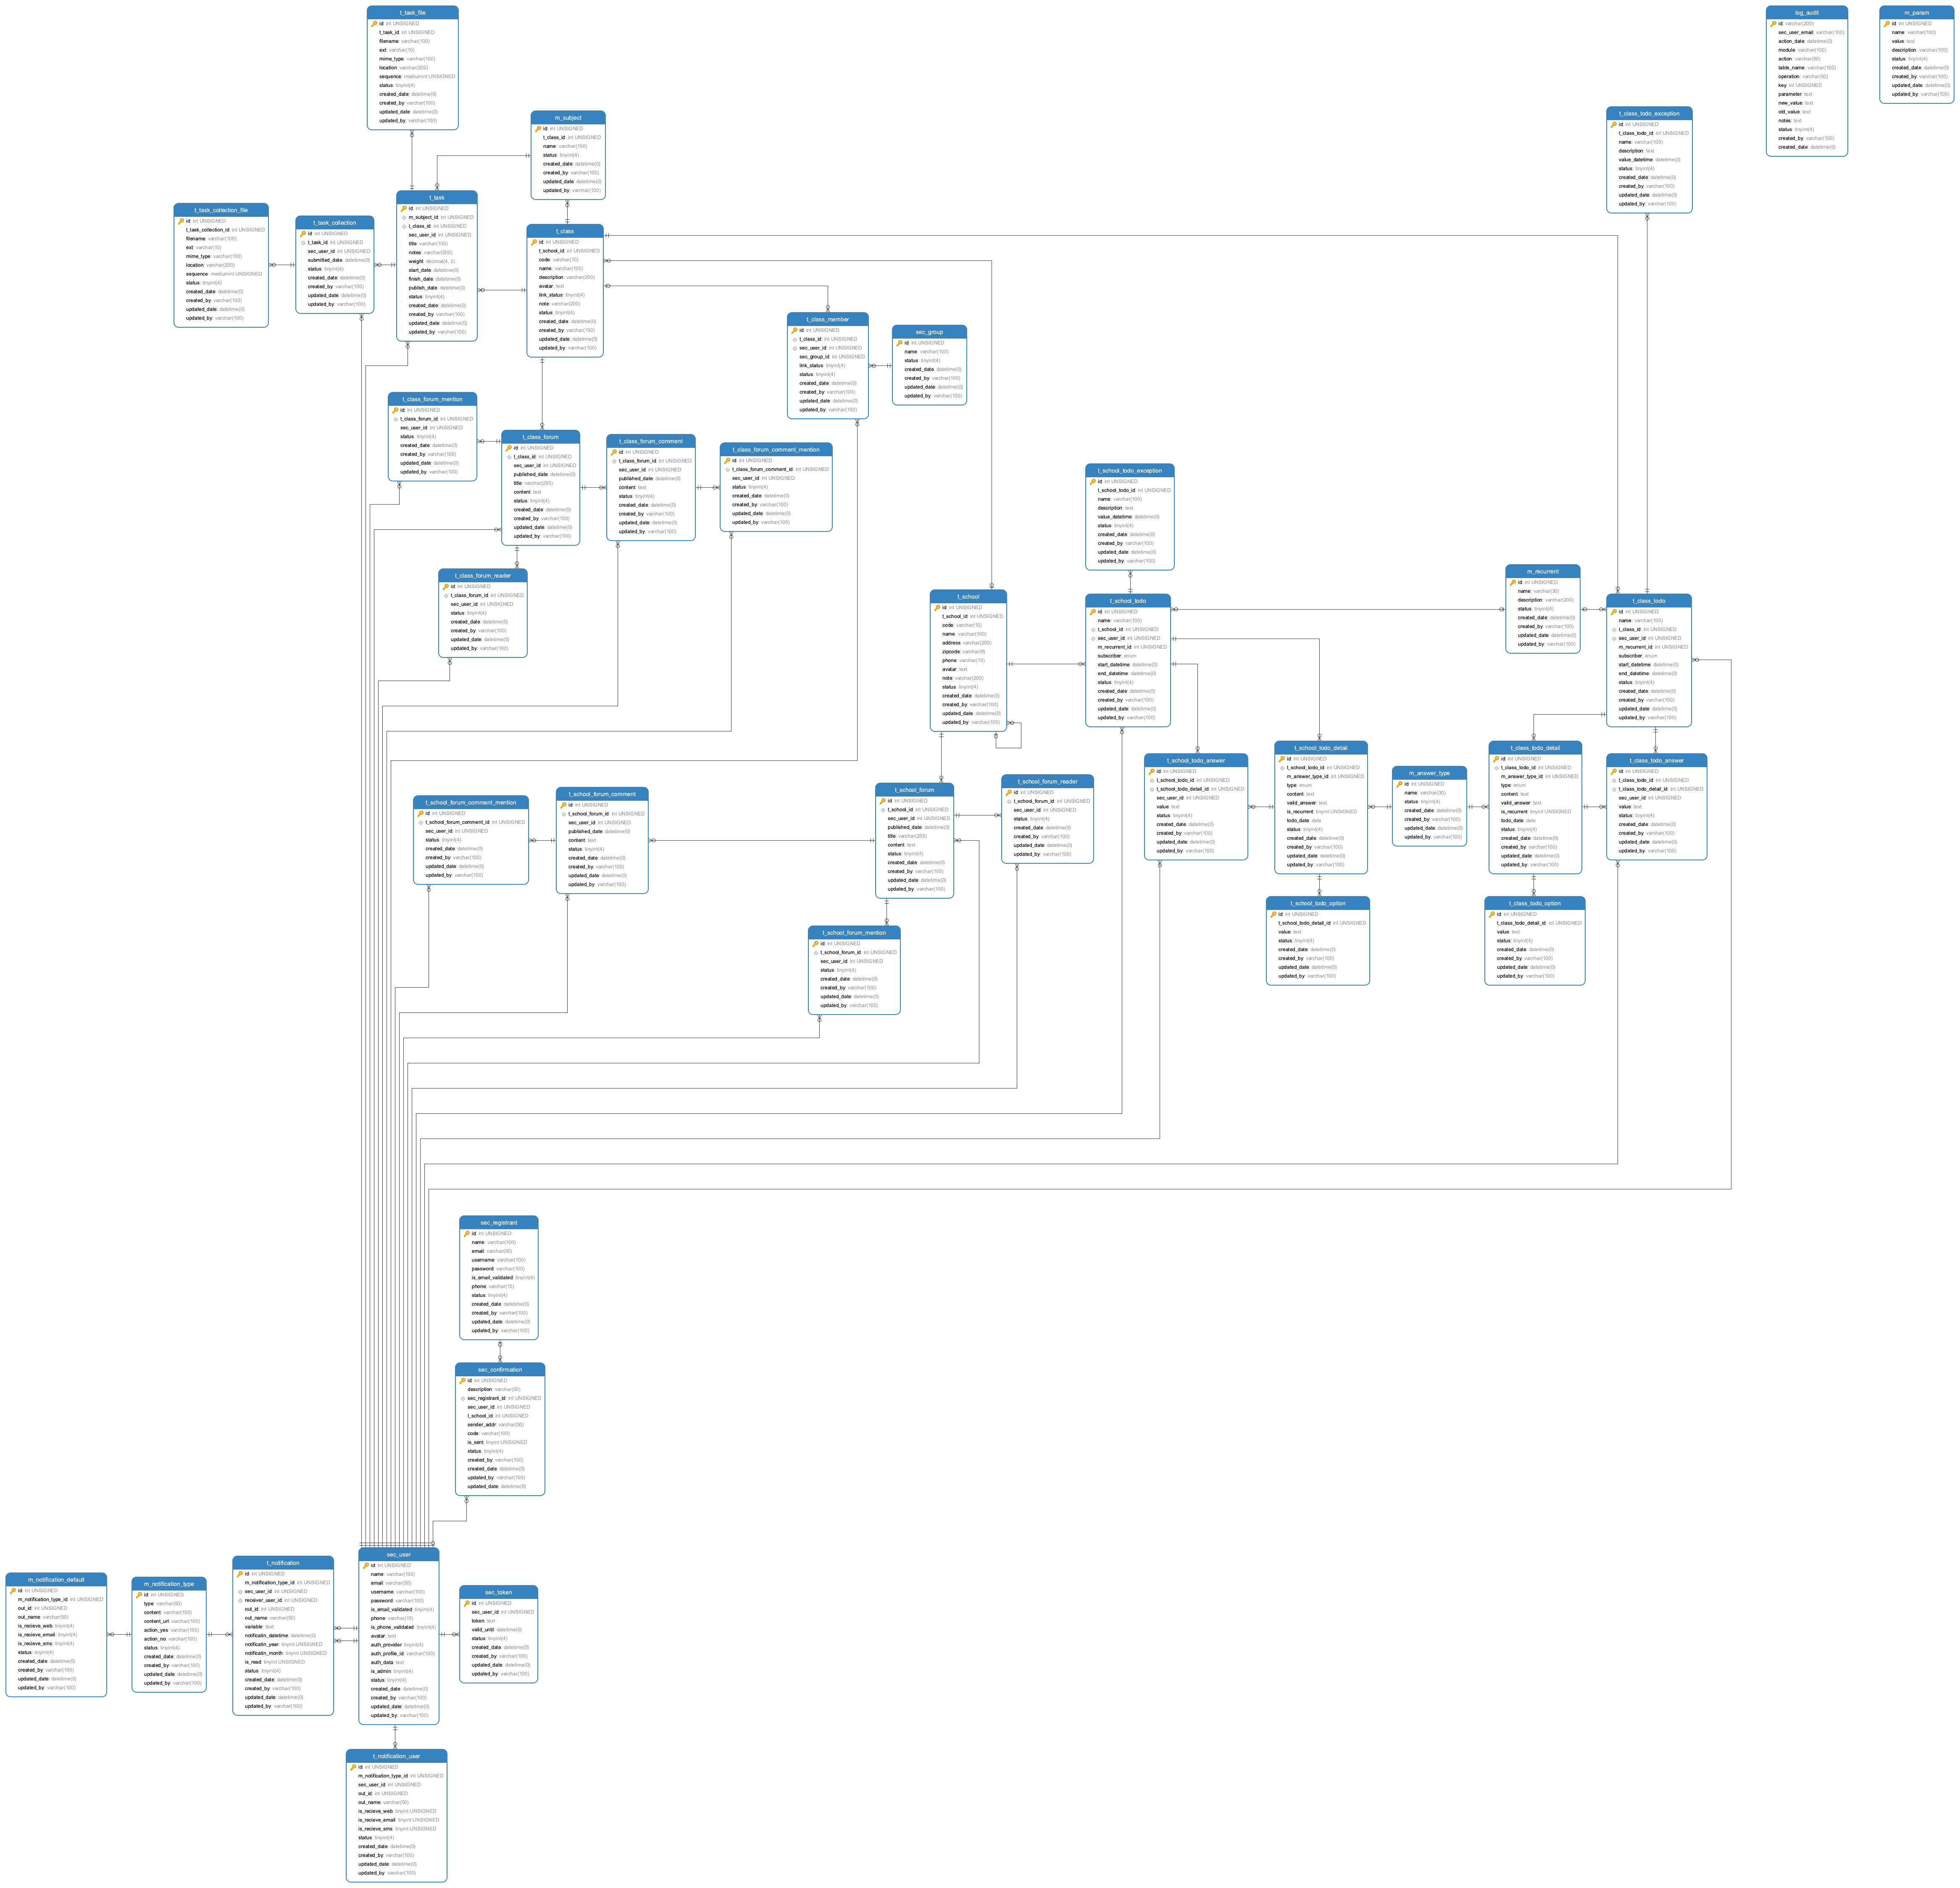 t_task_file
id: int UNSIGNED
t_task_id: int UNSIGNED
filename: varchar(100)
ext: varchar(10)
mime_type: varchar(100)
location: varchar(200)
sequence: mediumint UNSIGNED
status: tinyint(4)
created_date: datetime(0)
created_by: varchar(100)
updated_date: datetime(0)
updated_by: varchar(100)
log_audit
id: varchar(200)
sec_user_email: varchar(100)
action_date: datetime(0)
module: varchar(100)
action: varchar(50)
table_name: varchar(100)
operation: varchar(50)
key: int UNSIGNED
parameter: text
new_value: text
old_value: text
notes: text
status: tinyint(4)
created_by: varchar(100)
created_date: datetime(0)
m_param
id: int UNSIGNED
name: varchar(100)
value: text
description: varchar(100)
status: tinyint(4)
created_date: datetime(0)
created_by: varchar(100)
updated_date: datetime(0)
updated_by: varchar(100)
m_subject
id: int UNSIGNED
t_class_id: int UNSIGNED
name: varchar(100)
status: tinyint(4)
created_date: datetime(0)
created_by: varchar(100)
updated_date: datetime(0)
updated_by: varchar(100)
t_class_todo_exception
id: int UNSIGNED
t_class_todo_id: int UNSIGNED
name: varchar(100)
description: text
value_datetime: datetime(0)
status: tinyint(4)
created_date: datetime(0)
created_by: varchar(100)
updated_date: datetime(0)
updated_by: varchar(100)
t_task_collection_file
id: int UNSIGNED
t_task_collection_id: int UNSIGNED
filename: varchar(100)
ext: varchar(10)
mime_type: varchar(100)
location: varchar(200)
sequence: mediumint UNSIGNED
status: tinyint(4)
created_date: datetime(0)
created_by: varchar(100)
updated_date: datetime(0)
updated_by: varchar(100)
t_task_collection
id: int UNSIGNED
t_task_id: int UNSIGNED
sec_user_id: int UNSIGNED
submitted_date: datetime(0)
status: tinyint(4)
created_date: datetime(0)
created_by: varchar(100)
updated_date: datetime(0)
updated_by: varchar(100)
t_task
id: int UNSIGNED
m_subject_id: int UNSIGNED
t_class_id: int UNSIGNED
sec_user_id: int UNSIGNED
title: varchar(100)
notes: varchar(200)
weight: decimal(4, 2)
start_date: datetime(0)
finish_date: datetime(0)
publish_date: datetime(0)
status: tinyint(4)
created_date: datetime(0)
created_by: varchar(100)
updated_date: datetime(0)
updated_by: varchar(100)
t_class
id: int UNSIGNED
t_school_id: int UNSIGNED
code: varchar(10)
name: varchar(100)
description: varchar(200)
avatar: text
link_status: tinyint(4)
note: varchar(200)
status: tinyint(4)
created_date: datetime(0)
created_by: varchar(100)
updated_date: datetime(0)
updated_by: varchar(100)
t_class_member
id: int UNSIGNED
t_class_id: int UNSIGNED
sec_user_id: int UNSIGNED
sec_group_id: int UNSIGNED
link_status: tinyint(4)
status: tinyint(4)
created_date: datetime(0)
created_by: varchar(100)
updated_date: datetime(0)
updated_by: varchar(100)
sec_group
id: int UNSIGNED
name: varchar(100)
status: tinyint(4)
created_date: datetime(0)
created_by: varchar(100)
updated_date: datetime(0)
updated_by: varchar(100)
t_class_forum_mention
id: int UNSIGNED
t_class_forum_id: int UNSIGNED
sec_user_id: int UNSIGNED
status: tinyint(4)
created_date: datetime(0)
created_by: varchar(100)
updated_date: datetime(0)
updated_by: varchar(100)
t_class_forum
id: int UNSIGNED
t_class_id: int UNSIGNED
sec_user_id: int UNSIGNED
published_date: datetime(0)
title: varchar(255)
content: text
status: tinyint(4)
created_date: datetime(0)
created_by: varchar(100)
updated_date: datetime(0)
updated_by: varchar(100)
t_class_forum_comment
id: int UNSIGNED
t_class_forum_id: int UNSIGNED
sec_user_id: int UNSIGNED
published_date: datetime(0)
content: text
status: tinyint(4)
created_date: datetime(0)
created_by: varchar(100)
updated_date: datetime(0)
updated_by: varchar(100)
t_class_forum_comment_mention
id: int UNSIGNED
t_class_forum_comment_id: int UNSIGNED
sec_user_id: int UNSIGNED
status: tinyint(4)
created_date: datetime(0)
created_by: varchar(100)
updated_date: datetime(0)
updated_by: varchar(100)
t_school_todo_exception
id: int UNSIGNED
t_school_todo_id: int UNSIGNED
name: varchar(100)
description: text
value_datetime: datetime(0)
status: tinyint(4)
created_date: datetime(0)
created_by: varchar(100)
updated_date: datetime(0)
updated_by: varchar(100)
t_class_forum_reader
id: int UNSIGNED
t_class_forum_id: int UNSIGNED
sec_user_id: int UNSIGNED
status: tinyint(4)
created_date: datetime(0)
created_by: varchar(100)
updated_date: datetime(0)
updated_by: varchar(100)
t_school
id: int UNSIGNED
t_school_id: int UNSIGNED
code: varchar(10)
name: varchar(100)
address: varchar(200)
zipcode: varchar(8)
phone: varchar(15)
avatar: text
note: varchar(200)
status: tinyint(4)
created_date: datetime(0)
created_by: varchar(100)
updated_date: datetime(0)
updated_by: varchar(100)
t_school_todo
id: int UNSIGNED
name: varchar(100)
t_school_id: int UNSIGNED
sec_user_id: int UNSIGNED
m_recurrent_id: int UNSIGNED
subscriber: enum
start_datetime: datetime(0)
end_datetime: datetime(0)
status: tinyint(4)
created_date: datetime(0)
created_by: varchar(100)
updated_date: datetime(0)
updated_by: varchar(100)
m_recurrent
id: int UNSIGNED
name: varchar(30)
description: varchar(200)
status: tinyint(4)
created_date: datetime(0)
created_by: varchar(100)
updated_date: datetime(0)
updated_by: varchar(100)
t_class_todo
id: int UNSIGNED
name: varchar(100)
t_class_id: int UNSIGNED
sec_user_id: int UNSIGNED
m_recurrent_id: int UNSIGNED
subscriber: enum
start_datetime: datetime(0)
end_datetime: datetime(0)
status: tinyint(4)
created_date: datetime(0)
created_by: varchar(100)
updated_date: datetime(0)
updated_by: varchar(100)
t_school_forum_comment_mention
id: int UNSIGNED
t_school_forum_comment_id: int UNSIGNED
sec_user_id: int UNSIGNED
status: tinyint(4)
created_date: datetime(0)
created_by: varchar(100)
updated_date: datetime(0)
updated_by: varchar(100)
t_school_forum_comment
id: int UNSIGNED
t_school_forum_id: int UNSIGNED
sec_user_id: int UNSIGNED
published_date: datetime(0)
content: text
status: tinyint(4)
created_date: datetime(0)
created_by: varchar(100)
updated_date: datetime(0)
updated_by: varchar(100)
t_school_forum
id: int UNSIGNED
t_school_id: int UNSIGNED
sec_user_id: int UNSIGNED
published_date: datetime(0)
title: varchar(255)
content: text
status: tinyint(4)
created_date: datetime(0)
created_by: varchar(100)
updated_date: datetime(0)
updated_by: varchar(100)
t_school_forum_reader
id: int UNSIGNED
t_school_forum_id: int UNSIGNED
sec_user_id: int UNSIGNED
status: tinyint(4)
created_date: datetime(0)
created_by: varchar(100)
updated_date: datetime(0)
updated_by: varchar(100)
t_school_todo_answer
id: int UNSIGNED
t_school_todo_id: int UNSIGNED
t_school_todo_detail_id: int UNSIGNED
sec_user_id: int UNSIGNED
value: text
status: tinyint(4)
created_date: datetime(0)
created_by: varchar(100)
updated_date: datetime(0)
updated_by: varchar(100)
t_school_todo_detail
id: int UNSIGNED
t_school_todo_id: int UNSIGNED
m_answer_type_id: int UNSIGNED
type: enum
content: text
valid_answer: text
is_recurrent: tinyint UNSIGNED
todo_date: date
status: tinyint(4)
created_date: datetime(0)
created_by: varchar(100)
updated_date: datetime(0)
updated_by: varchar(100)
m_answer_type
id: int UNSIGNED
name: varchar(30)
status: tinyint(4)
created_date: datetime(0)
created_by: varchar(100)
updated_date: datetime(0)
updated_by: varchar(100)
t_class_todo_detail
id: int UNSIGNED
t_class_todo_id: int UNSIGNED
m_answer_type_id: int UNSIGNED
type: enum
content: text
valid_answer: text
is_recurrent: tinyint UNSIGNED
todo_date: date
status: tinyint(4)
created_date: datetime(0)
created_by: varchar(100)
updated_date: datetime(0)
updated_by: varchar(100)
t_class_todo_answer
id: int UNSIGNED
t_class_todo_id: int UNSIGNED
t_class_todo_detail_id: int UNSIGNED
sec_user_id: int UNSIGNED
value: text
status: tinyint(4)
created_date: datetime(0)
created_by: varchar(100)
updated_date: datetime(0)
updated_by: varchar(100)
t_school_forum_mention
id: int UNSIGNED
t_school_forum_id: int UNSIGNED
sec_user_id: int UNSIGNED
status: tinyint(4)
created_date: datetime(0)
created_by: varchar(100)
updated_date: datetime(0)
updated_by: varchar(100)
t_school_todo_option
id: int UNSIGNED
t_school_todo_detail_id: int UNSIGNED
value: text
status: tinyint(4)
created_date: datetime(0)
created_by: varchar(100)
updated_date: datetime(0)
updated_by: varchar(100)
t_class_todo_option
id: int UNSIGNED
t_class_todo_detail_id: int UNSIGNED
value: text
status: tinyint(4)
created_date: datetime(0)
created_by: varchar(100)
updated_date: datetime(0)
updated_by: varchar(100)
sec_registrant
id: int UNSIGNED
name: varchar(100)
email: varchar(50)
username: varchar(100)
password: varchar(100)
is_email_validated: tinyint(4)
phone: varchar(15)
status: tinyint(4)
created_date: datetime(0)
created_by: varchar(100)
updated_date: datetime(0)
updated_by: varchar(100)
sec_confirmation
id: int UNSIGNED
description: varchar(50)
sec_registrant_id: int UNSIGNED
sec_user_id: int UNSIGNED
t_school_id: int UNSIGNED
sender_addr: varchar(50)
code: varchar(100)
is_sent: tinyint UNSIGNED
status: tinyint(4)
created_by: varchar(100)
created_date: datetime(0)
updated_by: varchar(100)
updated_date: datetime(0)
m_notification_default
id: int UNSIGNED
m_notification_type_id: int UNSIGNED
out_id: int UNSIGNED
out_name: varchar(50)
is_recieve_web: tinyint(4)
is_recieve_email: tinyint(4)
is_recieve_sms: tinyint(4)
status: tinyint(4)
created_date: datetime(0)
created_by: varchar(100)
updated_date: datetime(0)
updated_by: varchar(100)
m_notification_type
id: int UNSIGNED
type: varchar(50)
content: varchar(100)
content_url: varchar(100)
action_yes: varchar(100)
action_no: varchar(100)
status: tinyint(4)
created_date: datetime(0)
created_by: varchar(100)
updated_date: datetime(0)
updated_by: varchar(100)
t_notification
id: int UNSIGNED
m_notification_type_id: int UNSIGNED
sec_user_id: int UNSIGNED
receiver_user_id: int UNSIGNED
out_id: int UNSIGNED
out_name: varchar(50)
variable: text
notificatin_datetime: datetime(0)
notificatin_year: tinyint UNSIGNED
notificatin_month: tinyint UNSIGNED
is_read: tinyint UNSIGNED
status: tinyint(4)
created_date: datetime(0)
created_by: varchar(100)
updated_date: datetime(0)
updated_by: varchar(100)
sec_user
id: int UNSIGNED
name: varchar(100)
email: varchar(50)
username: varchar(100)
password: varchar(100)
is_email_validated: tinyint(4)
phone: varchar(15)
is_phone_validated: tinyint(4)
avatar: text
auth_provider: tinyint(4)
auth_profile_id: varchar(100)
auth_data: text
is_admin: tinyint(4)
status: tinyint(4)
created_date: datetime(0)
created_by: varchar(100)
updated_date: datetime(0)
updated_by: varchar(100)
sec_token
id: int UNSIGNED
sec_user_id: int UNSIGNED
token: text
valid_until: datetime(0)
status: tinyint(4)
created_date: datetime(0)
created_by: varchar(100)
updated_date: datetime(0)
updated_by: varchar(100)
t_notification_user
id: int UNSIGNED
m_notification_type_id: int UNSIGNED
sec_user_id: int UNSIGNED
out_id: int UNSIGNED
out_name: varchar(50)
is_recieve_web: tinyint UNSIGNED
is_recieve_email: tinyint UNSIGNED
is_recieve_sms: tinyint UNSIGNED
status: tinyint(4)
created_date: datetime(0)
created_by: varchar(100)
updated_date: datetime(0)
updated_by: varchar(100)